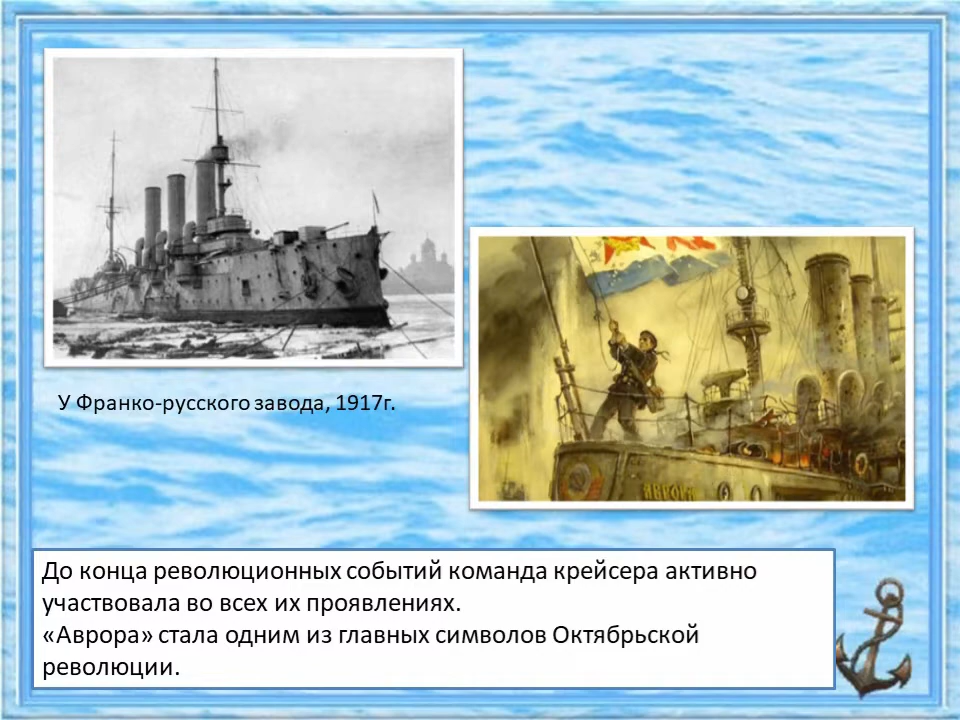 У Франко-русского завода, 1917г.
АВРОРА
До конца революционных событий команда крейсера активно
участвовала во всех их проявлениях.
«Аврора» стала одним из главных символов Октябрьской
революции.